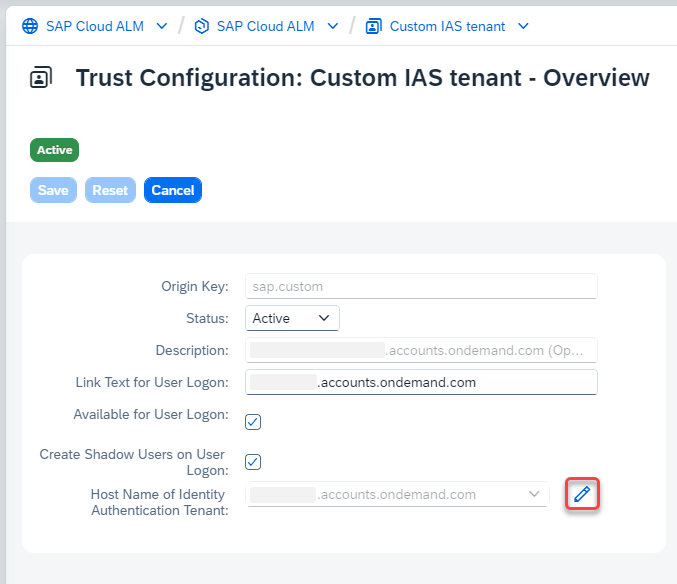 SAP Cloud ALM / SAP Cloud ALM / Custom IAS tenant
Trust Configuration: Custom IAS tenant - Overview
Active
Save Reset Cancel
Origin Key: sap.custom
Status: Active
Description: .accounts.ondemand.com (Op...
Link Text for User Logon: .accounts.ondemand.com
Available for User Logon:
Create Shadow Users on User
Logon:
Host Name of Identity .accounts.ondemand.com
Authentication Tenant: